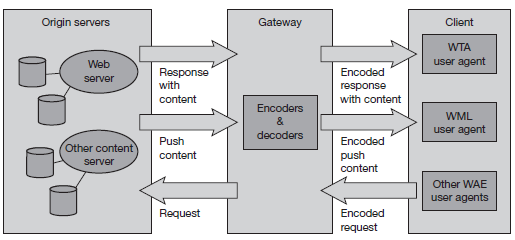 Origin servers
Gateway
Client
Web
server
Other content
server
Response
with
content
Push
content
Request
Encoders
&
decoders
Encoded
response
with content
Encoded
push
content
Encoded
request
WTA
user agent
WML
user agent
Other WAE
user agents